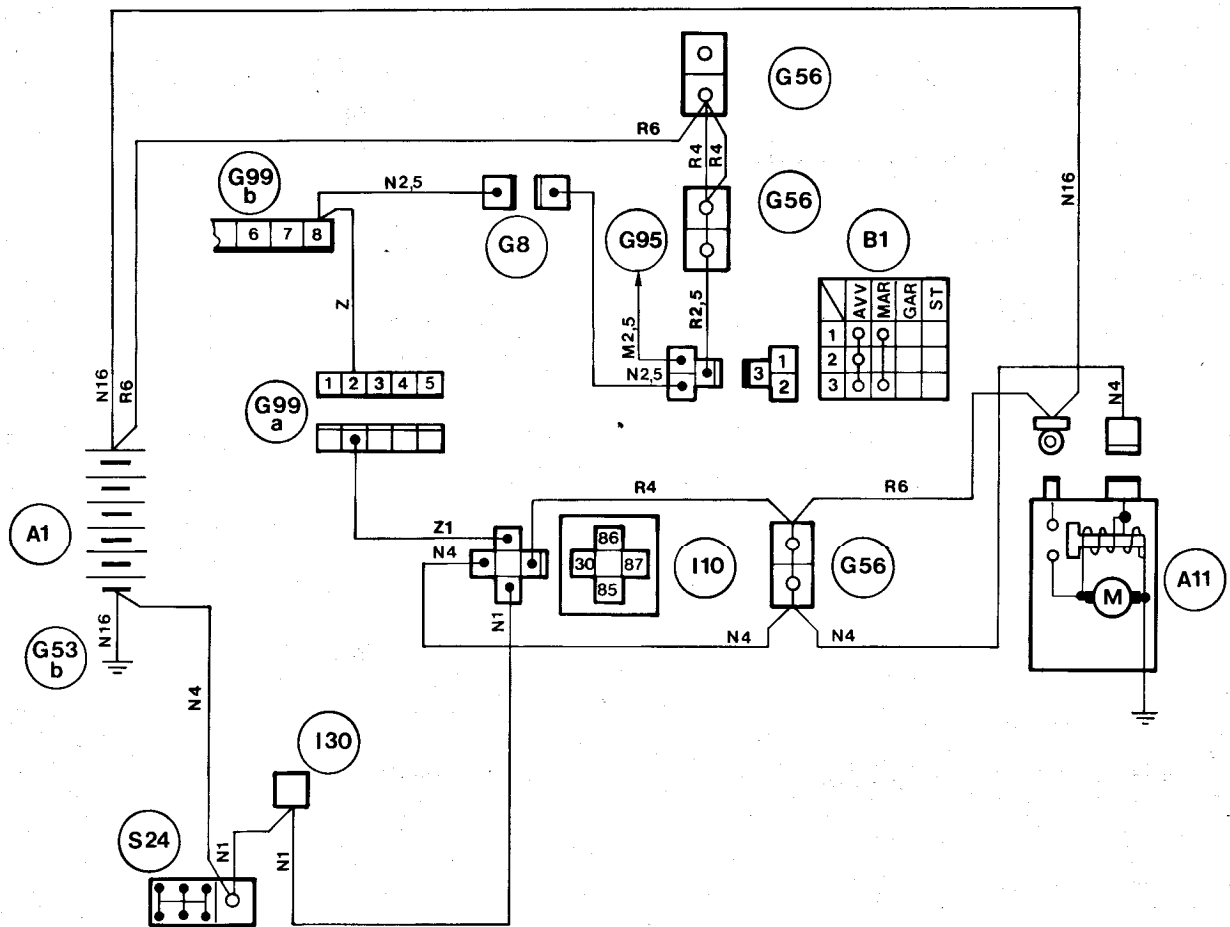 G56
R6
R4
R4
G99
b
N2,5
G56
N16
6 7 8
G8
G95
B1
AVV MAR GAR ST
1
2
3
Z
M2,5
R2,5
N2,5
3
1
2
N16
R6
N4
1 2 3 4 5
G99
a
R4
R6
A1
Z1
N4
86
30 87
85
I10
G56
M
A11
N1
N4
N4
N16
G53
b
N4
I30
S24
N1
N1